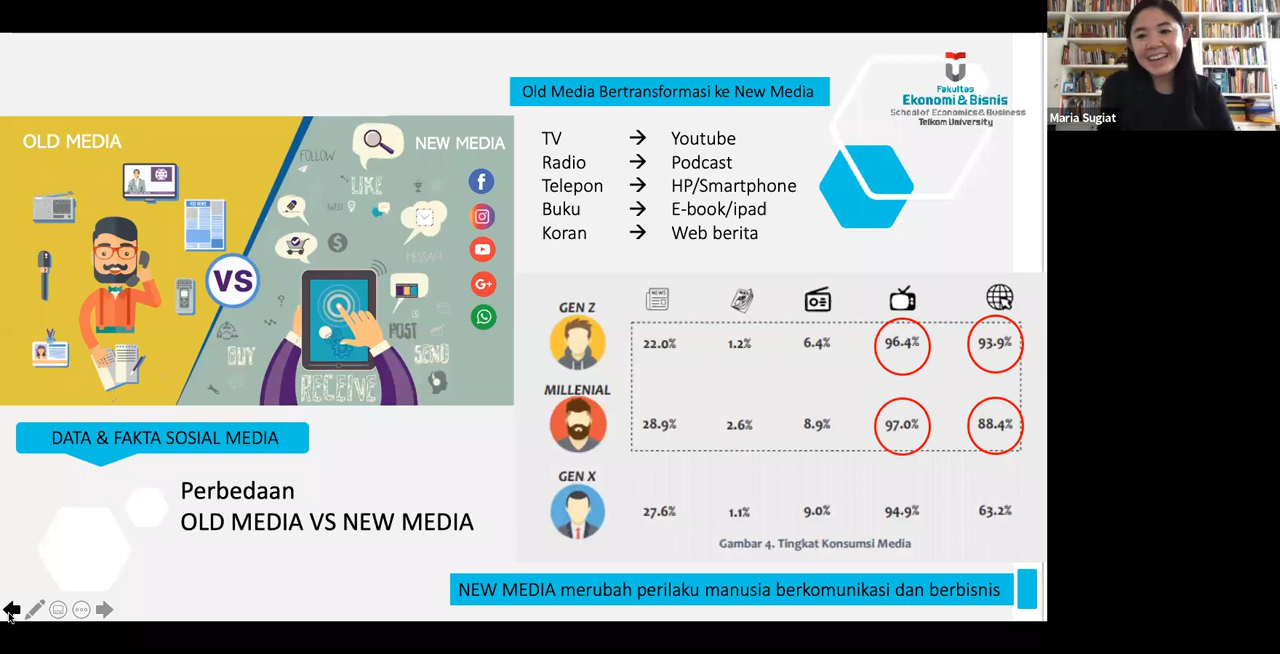 Old Media Bertransformasi ke New Media
Fakultas
Ekonomi & Bisnis
School of Economics & Business
Telkom University
Maria Sugiat
OLD MEDIA
NEW MEDIA
VS
FOLLOW
LIKE
TWEET
MESSAGE
BUY
POST
SEND
RECEIVE
TV → Youtube
Radio → Podcast
Telepon → HP/Smartphone
Buku → E-book/ipad
Koran → Web berita
NEWS
GEN Z
22.0% 1.2% 6.4% 96.4% 93.9%
MILLENIAL
28.9% 2.6% 8.9% 97.0% 88.4%
GEN X
27.6% 1.1% 9.0% 94.9% 63.2%
Gambar 4. Tingkat Konsumsi Media
DATA & FAKTA SOSIAL MEDIA
Perbedaan
OLD MEDIA VS NEW MEDIA
NEW MEDIA merubah perilaku manusia berkomunikasi dan berbisnis